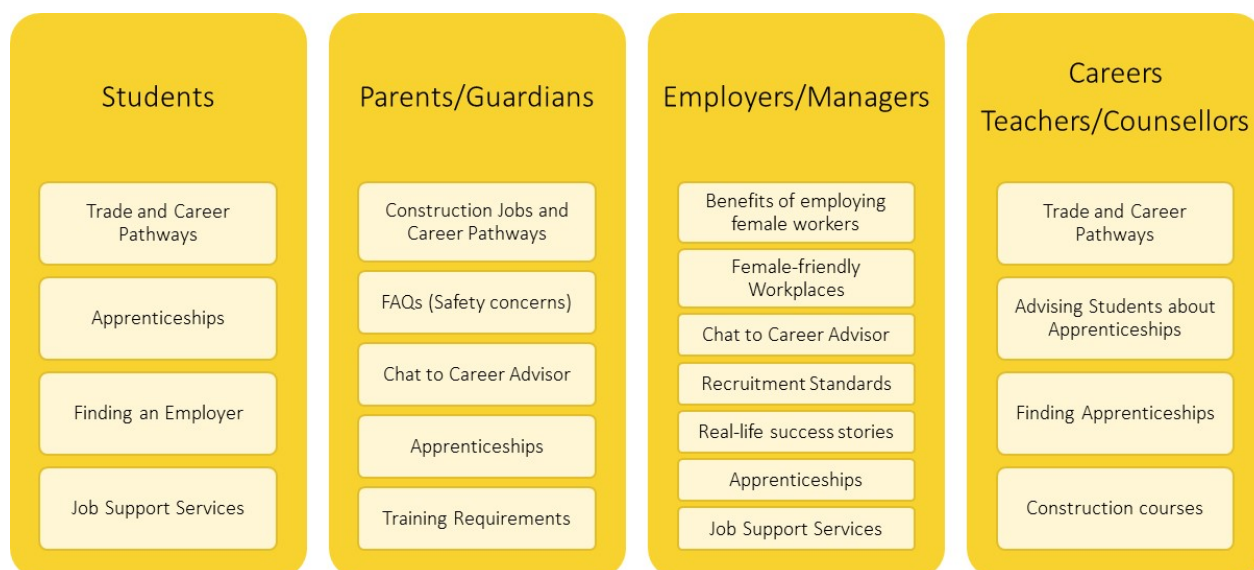 Students
Trade and Career
Pathways
Apprenticeships
Finding an Employer
Job Support Services
Parents/Guardians
Construction Jobs and
Career Pathways
FAQs (Safety concerns)
Chat to Career Advisor
Apprenticeships
Training Requirements
Employers/Managers
Benefits of employing
female workers
Female-friendly
Workplaces
Chat to Career Advisor
Recruitment Standards
Real-life success stories
Apprenticeships
Job Support Services
Careers
Teachers/Counsellors
Trade and Career
Pathways
Advising Students about
Apprenticeships
Finding Apprenticeships
Construction courses